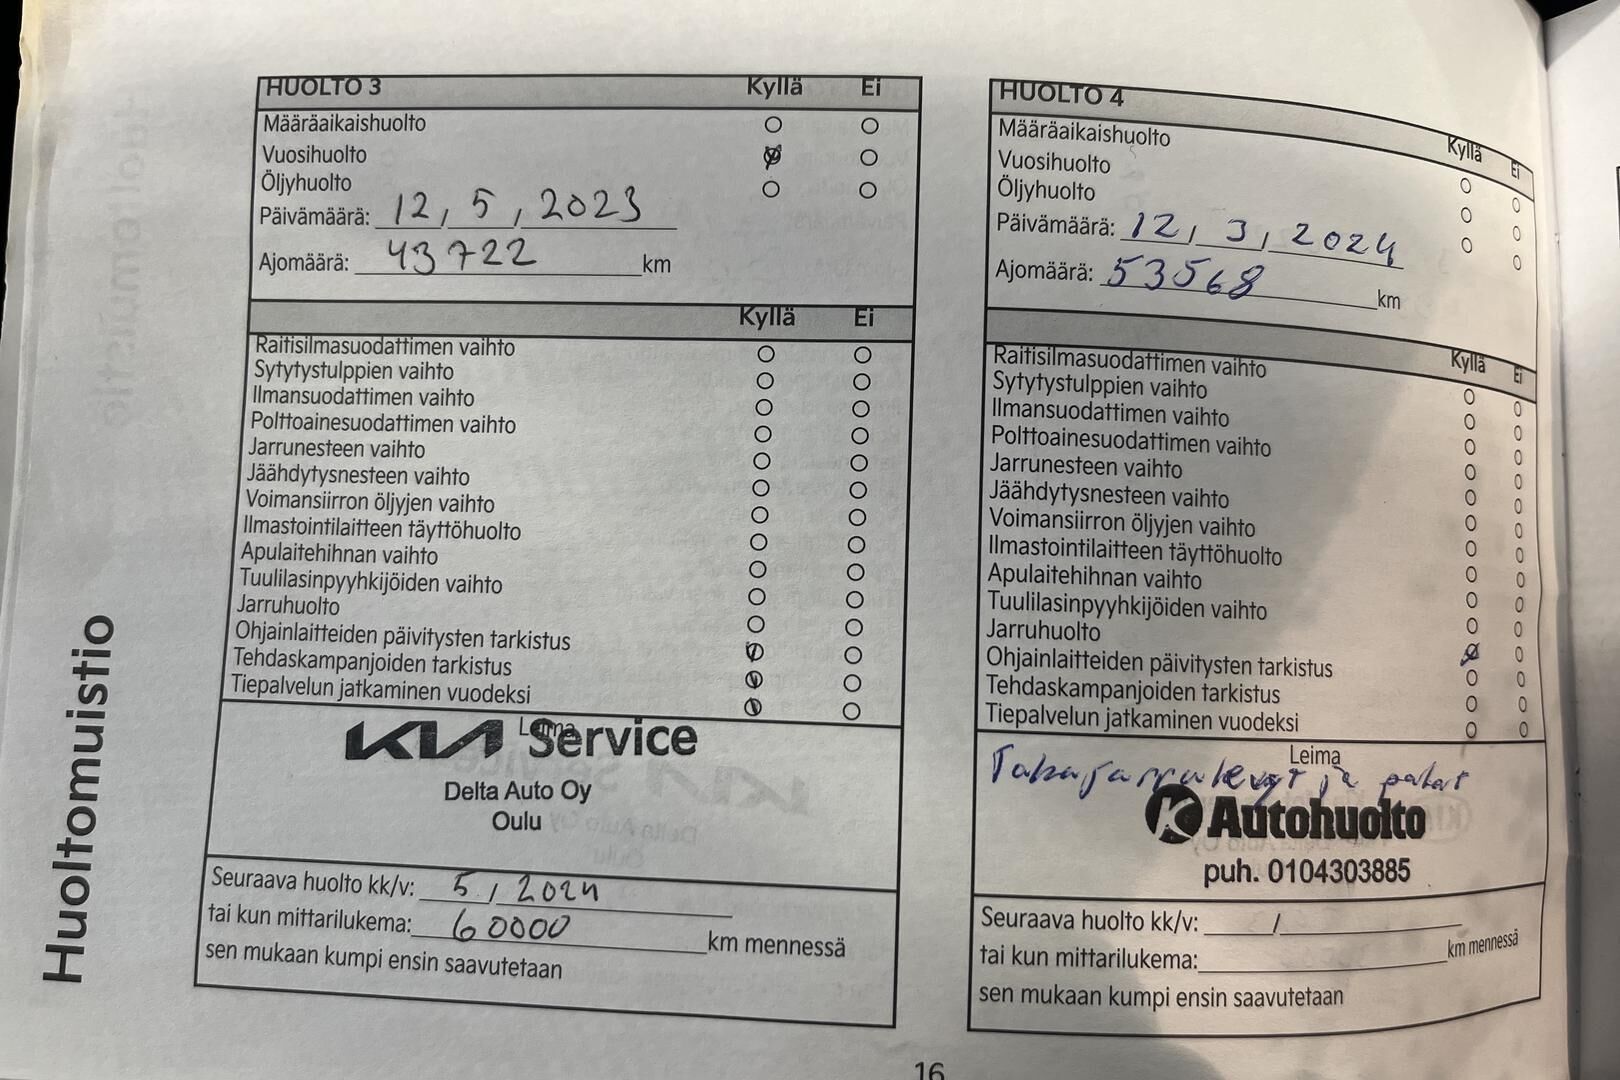 Huoltomuistio
HUOLTO 3 Kyllä Ei
Määräaikaishuolto
Vuosihuolto
Öljyhuolto
Päivämäärä: 12, 5, 2023
Ajomäärä: 43722 km
Kyllä Ei
Raitisilmasuodattimen vaihto
Sytytystulppien vaihto
Ilmansuodattimen vaihto
Polttoainesuodattimen vaihto
Jarrunesteen vaihto
Jäähdytysnesteen vaihto
Voimansiirron öljyjen vaihto
Ilmastointilaitteen täyttöhuolto
Apulaitehihnan vaihto
Tuulilasinpyyhkijöiden vaihto
Jarruhuolto
Ohjainlaitteiden päivitysten tarkistus
Tehdaskampanjoiden tarkistus
Tiepalvelun jatkaminen vuodeksi
Leima
KIA Service
Delta Auto Oy
Oulu
Seuraava huolto kk/v: 5 / 2024
tai kun mittarilukema: 60000 km mennessä
sen mukaan kumpi ensin saavutetaan
HUOLTO 4 Kyllä Ei
Määräaikaishuolto
Vuosihuolto
Öljyhuolto
Päivämäärä: 12, 3, 2024
Ajomäärä: 53568 km
Kyllä Ei
Raitisilmasuodattimen vaihto
Sytytystulppien vaihto
Ilmansuodattimen vaihto
Polttoainesuodattimen vaihto
Jarrunesteen vaihto
Jäähdytysnesteen vaihto
Voimansiirron öljyjen vaihto
Ilmastointilaitteen täyttöhuolto
Apulaitehihnan vaihto
Tuulilasinpyyhkijöiden vaihto
Jarruhuolto
Ohjainlaitteiden päivitysten tarkistus
Tehdaskampanjoiden tarkistus
Tiepalvelun jatkaminen vuodeksi
Leima
Takajarrulevyt ja palat
K Autohuolto
puh. 0104303885
Seuraava huolto kk/v: /
tai kun mittarilukema: km mennessä
sen mukaan kumpi ensin saavutetaan
16